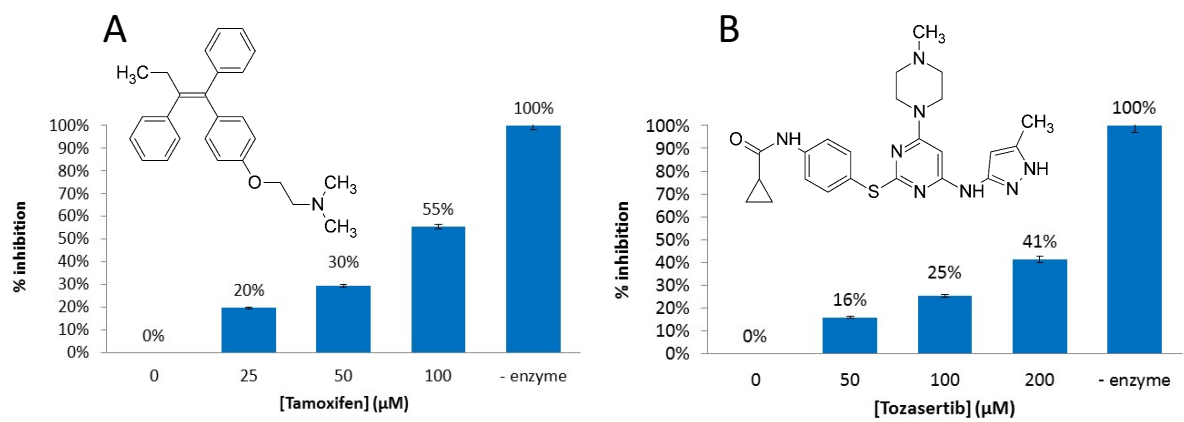 A
H₃C
O
N
CH₃
CH₃
100%
90%
80%
70%
60%
50%
40%
30%
20%
10%
0%
% inhibition
0%
20%
30%
55%
100%
0 25 50 100 - enzyme
[Tamoxifen] (µM)
B
CH₃
N
N
O
NH
S
N
N
NH
CH₃
NH
N
100%
90%
80%
70%
60%
50%
40%
30%
20%
10%
0%
% inhibition
0%
16%
25%
41%
100%
0 50 100 200 - enzyme
[Tozasertib] (µM)